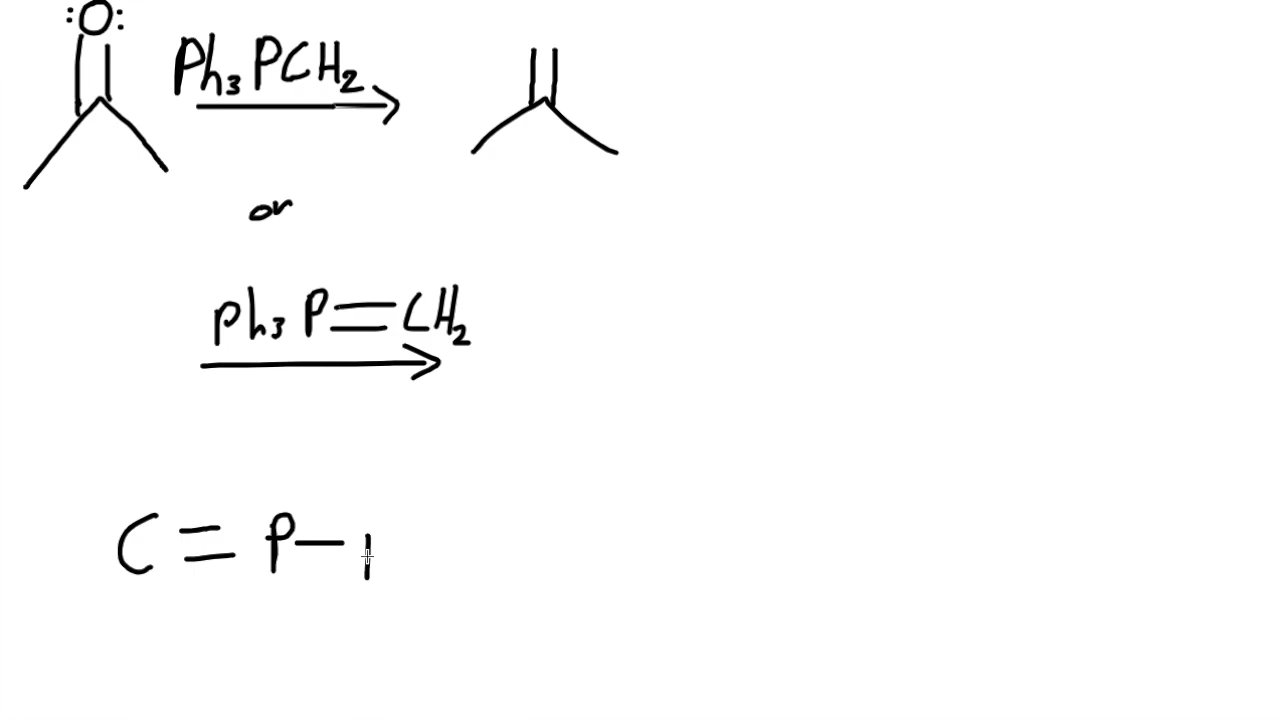 :O:
Ph₃PCH₂
or
Ph₃P=CH₂
C=P-